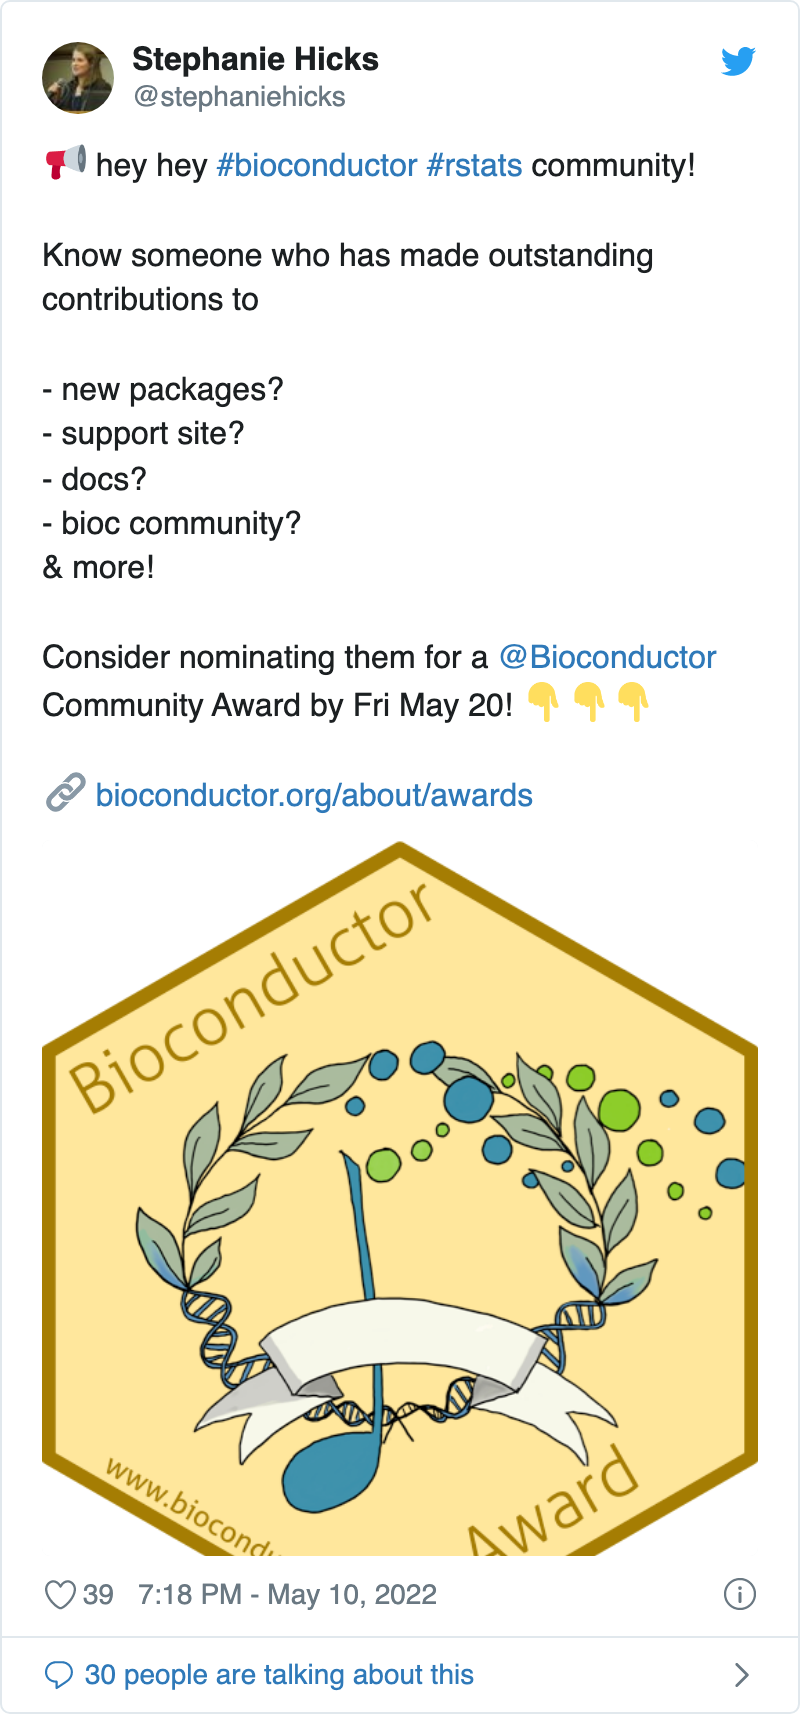 Stephanie Hicks
@stephaniehicks
📢 hey hey #bioconductor #rstats community!
Know someone who has made outstanding
contributions to
- new packages?
- support site?
- docs?
- bioc community?
& more!
Consider nominating them for a @Bioconductor
Community Award by Fri May 20! 👇👇👇
🔗 bioconductor.org/about/awards
Bioconductor
www.biocond
Award
39 7:18 PM - May 10, 2022
30 people are talking about this